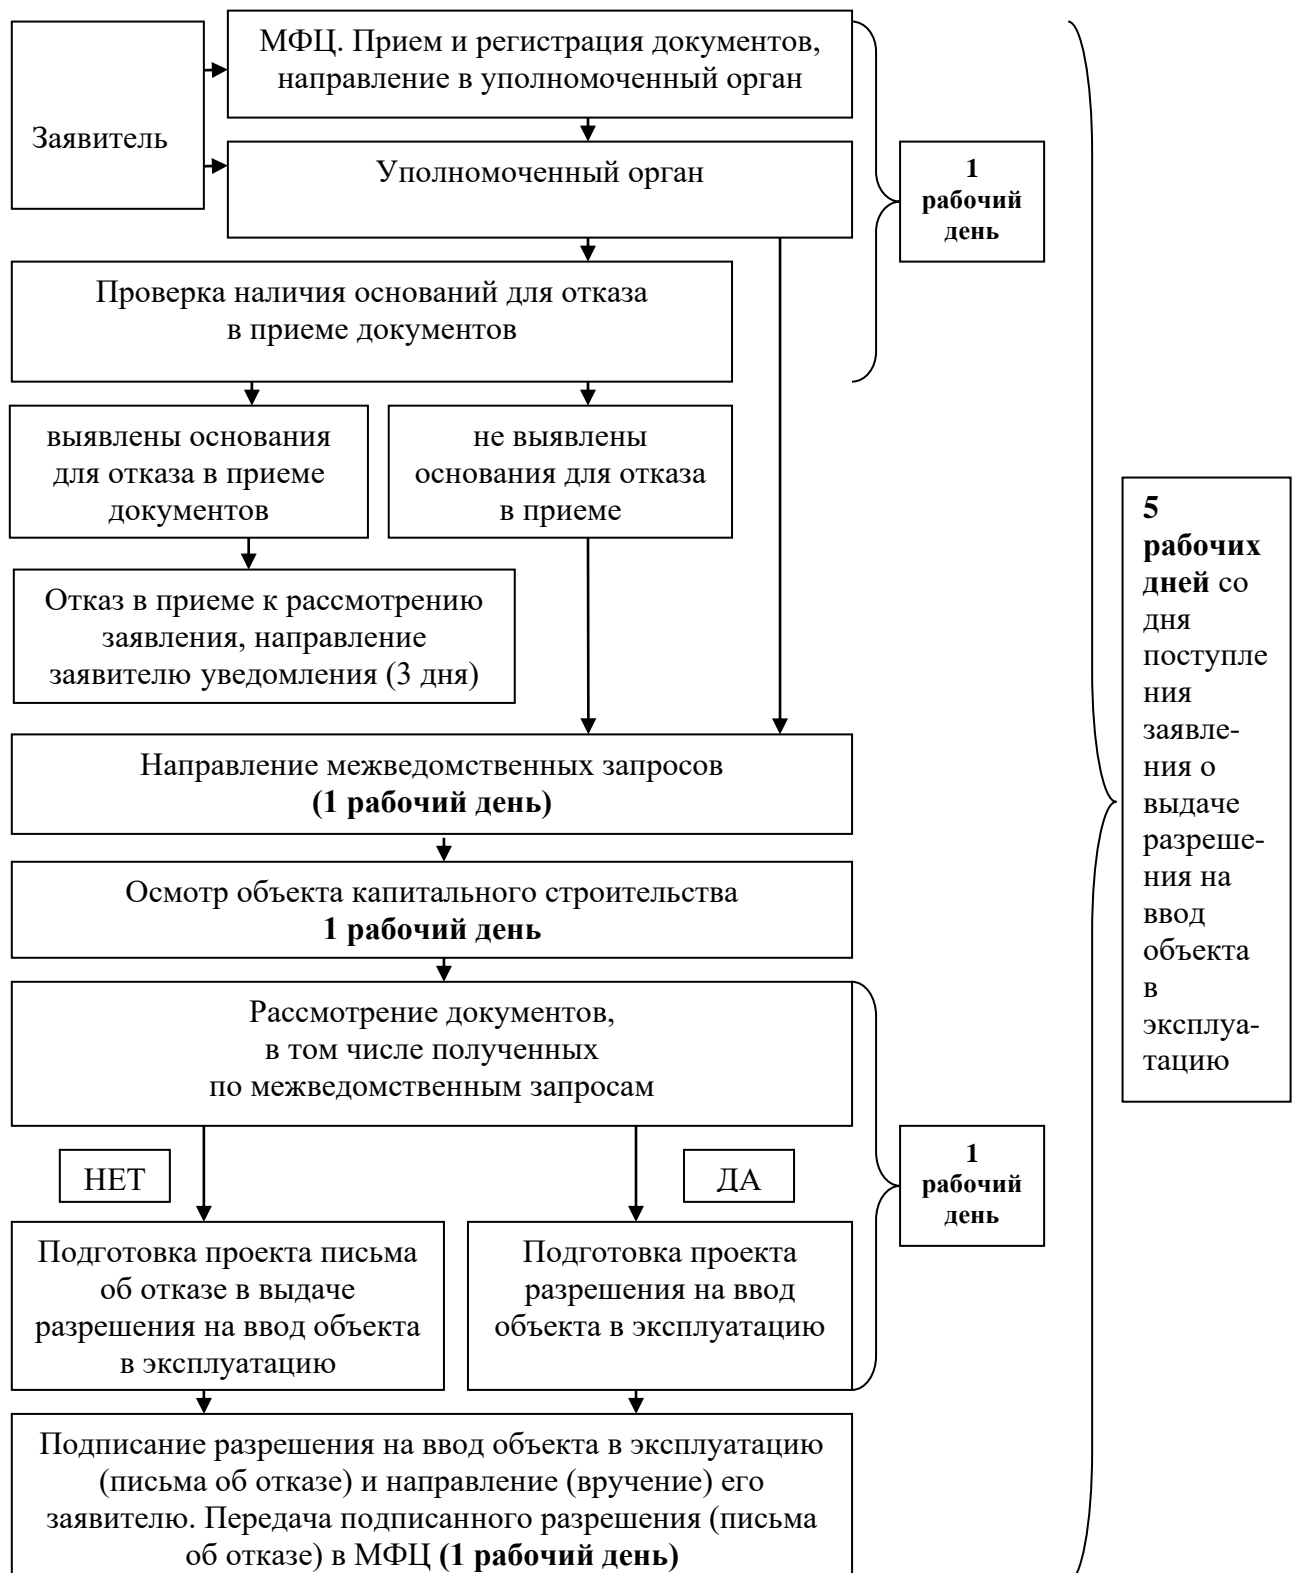 МФЦ. Прием и регистрация документов,
направление в уполномоченный орган
Заявитель
Уполномоченный орган
1
рабочий
день
Проверка наличия оснований для отказа
в приеме документов
выявлены основания
для отказа в приеме
документов
не выявлены
основания для отказа
в приеме
Отказ в приеме к рассмотрению
заявления, направление
заявителю уведомления (3 дня)
5
рабочих
дней со
дня
поступле
ния
заявле-
ния о
выдаче
разреше-
ния на
ввод
объекта
в
эксплуа-
тацию
Направление межведомственных запросов
(1 рабочий день)
Осмотр объекта капитального строительства
1 рабочий день
Рассмотрение документов,
в том числе полученных
по межведомственным запросам
НЕТ
ДА
1
рабочий
день
Подготовка проекта письма
об отказе в выдаче
разрешения на ввод объекта
в эксплуатацию
Подготовка проекта
разрешения на ввод
объекта в эксплуатацию
Подписание разрешения на ввод объекта в эксплуатацию
(письма об отказе) и направление (вручение) его
заявителю. Передача подписанного разрешения (письма
об отказе) в МФЦ (1 рабочий день)